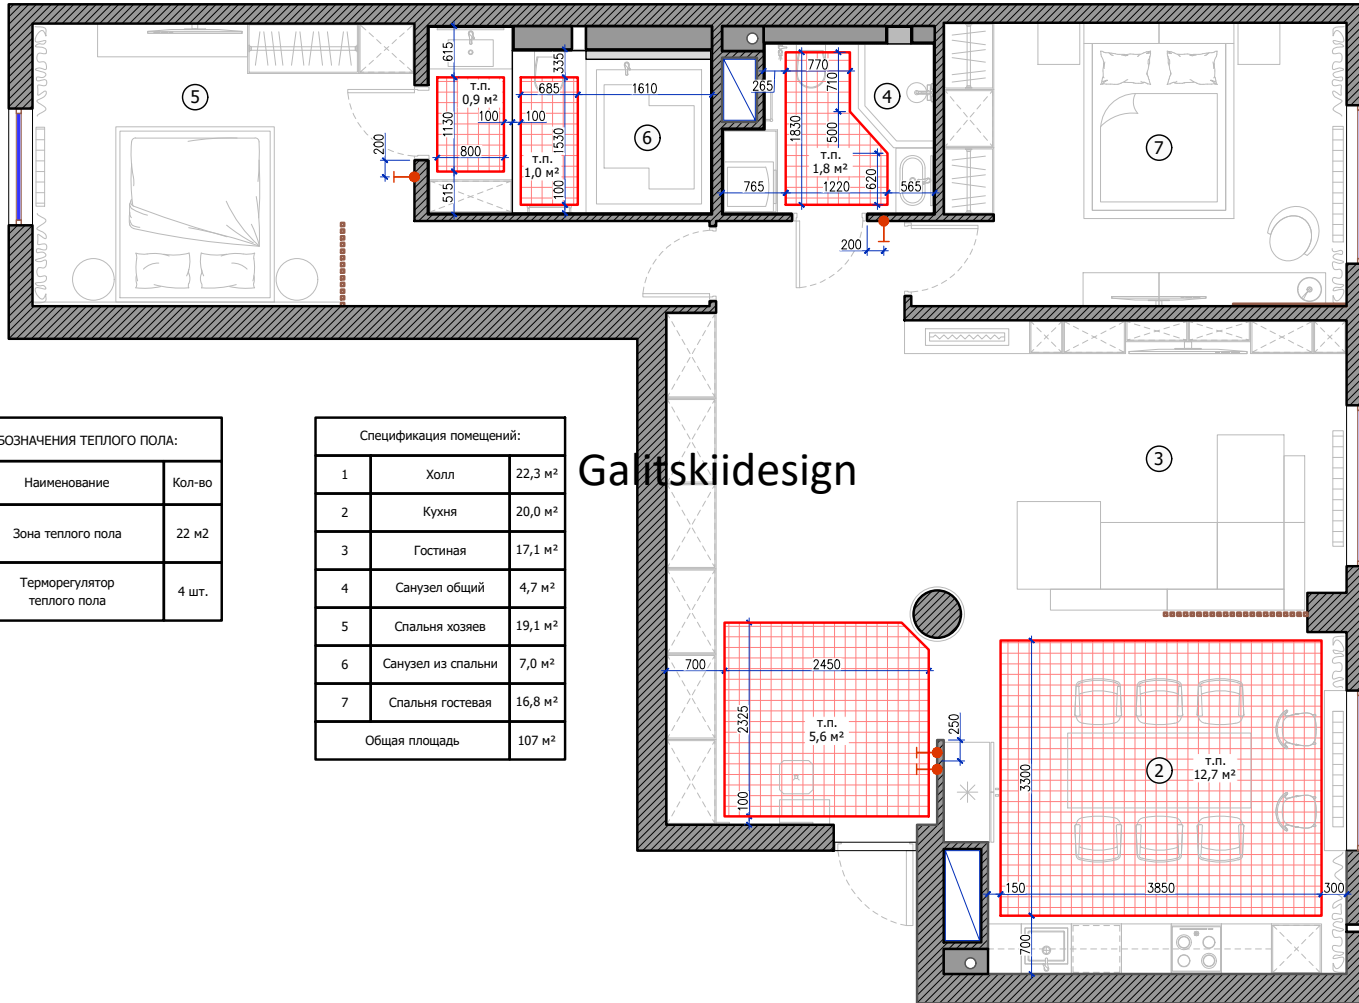 615
335
т.п.
0,9 м²
685
1610
100
100
1130
1530
800
200
515
т.п.
1,0 м²
100
5
6
770
710
265
4
1830
500
т.п.
1,8 м²
620
765
1220
565
200
7
БОЗНАЧЕНИЯ ТЕПЛОГО ПОЛА:
Наименование
Кол-во
Зона теплого пола
22 м2
Терморегулятор
теплого пола
4 шт.
Спецификация помещений:
1 Холл 22,3 м²
2 Кухня 20,0 м²
3 Гостиная 17,1 м²
4 Санузел общий 4,7 м²
5 Спальня хозяев 19,1 м²
6 Санузел из спальни 7,0 м²
7 Спальня гостевая 16,8 м²
Общая площадь 107 м²
Galitskiidesign
3
700
2450
2325
т.п.
5,6 м²
100
250
3300
2
т.п.
12,7 м²
150
3850
300
700